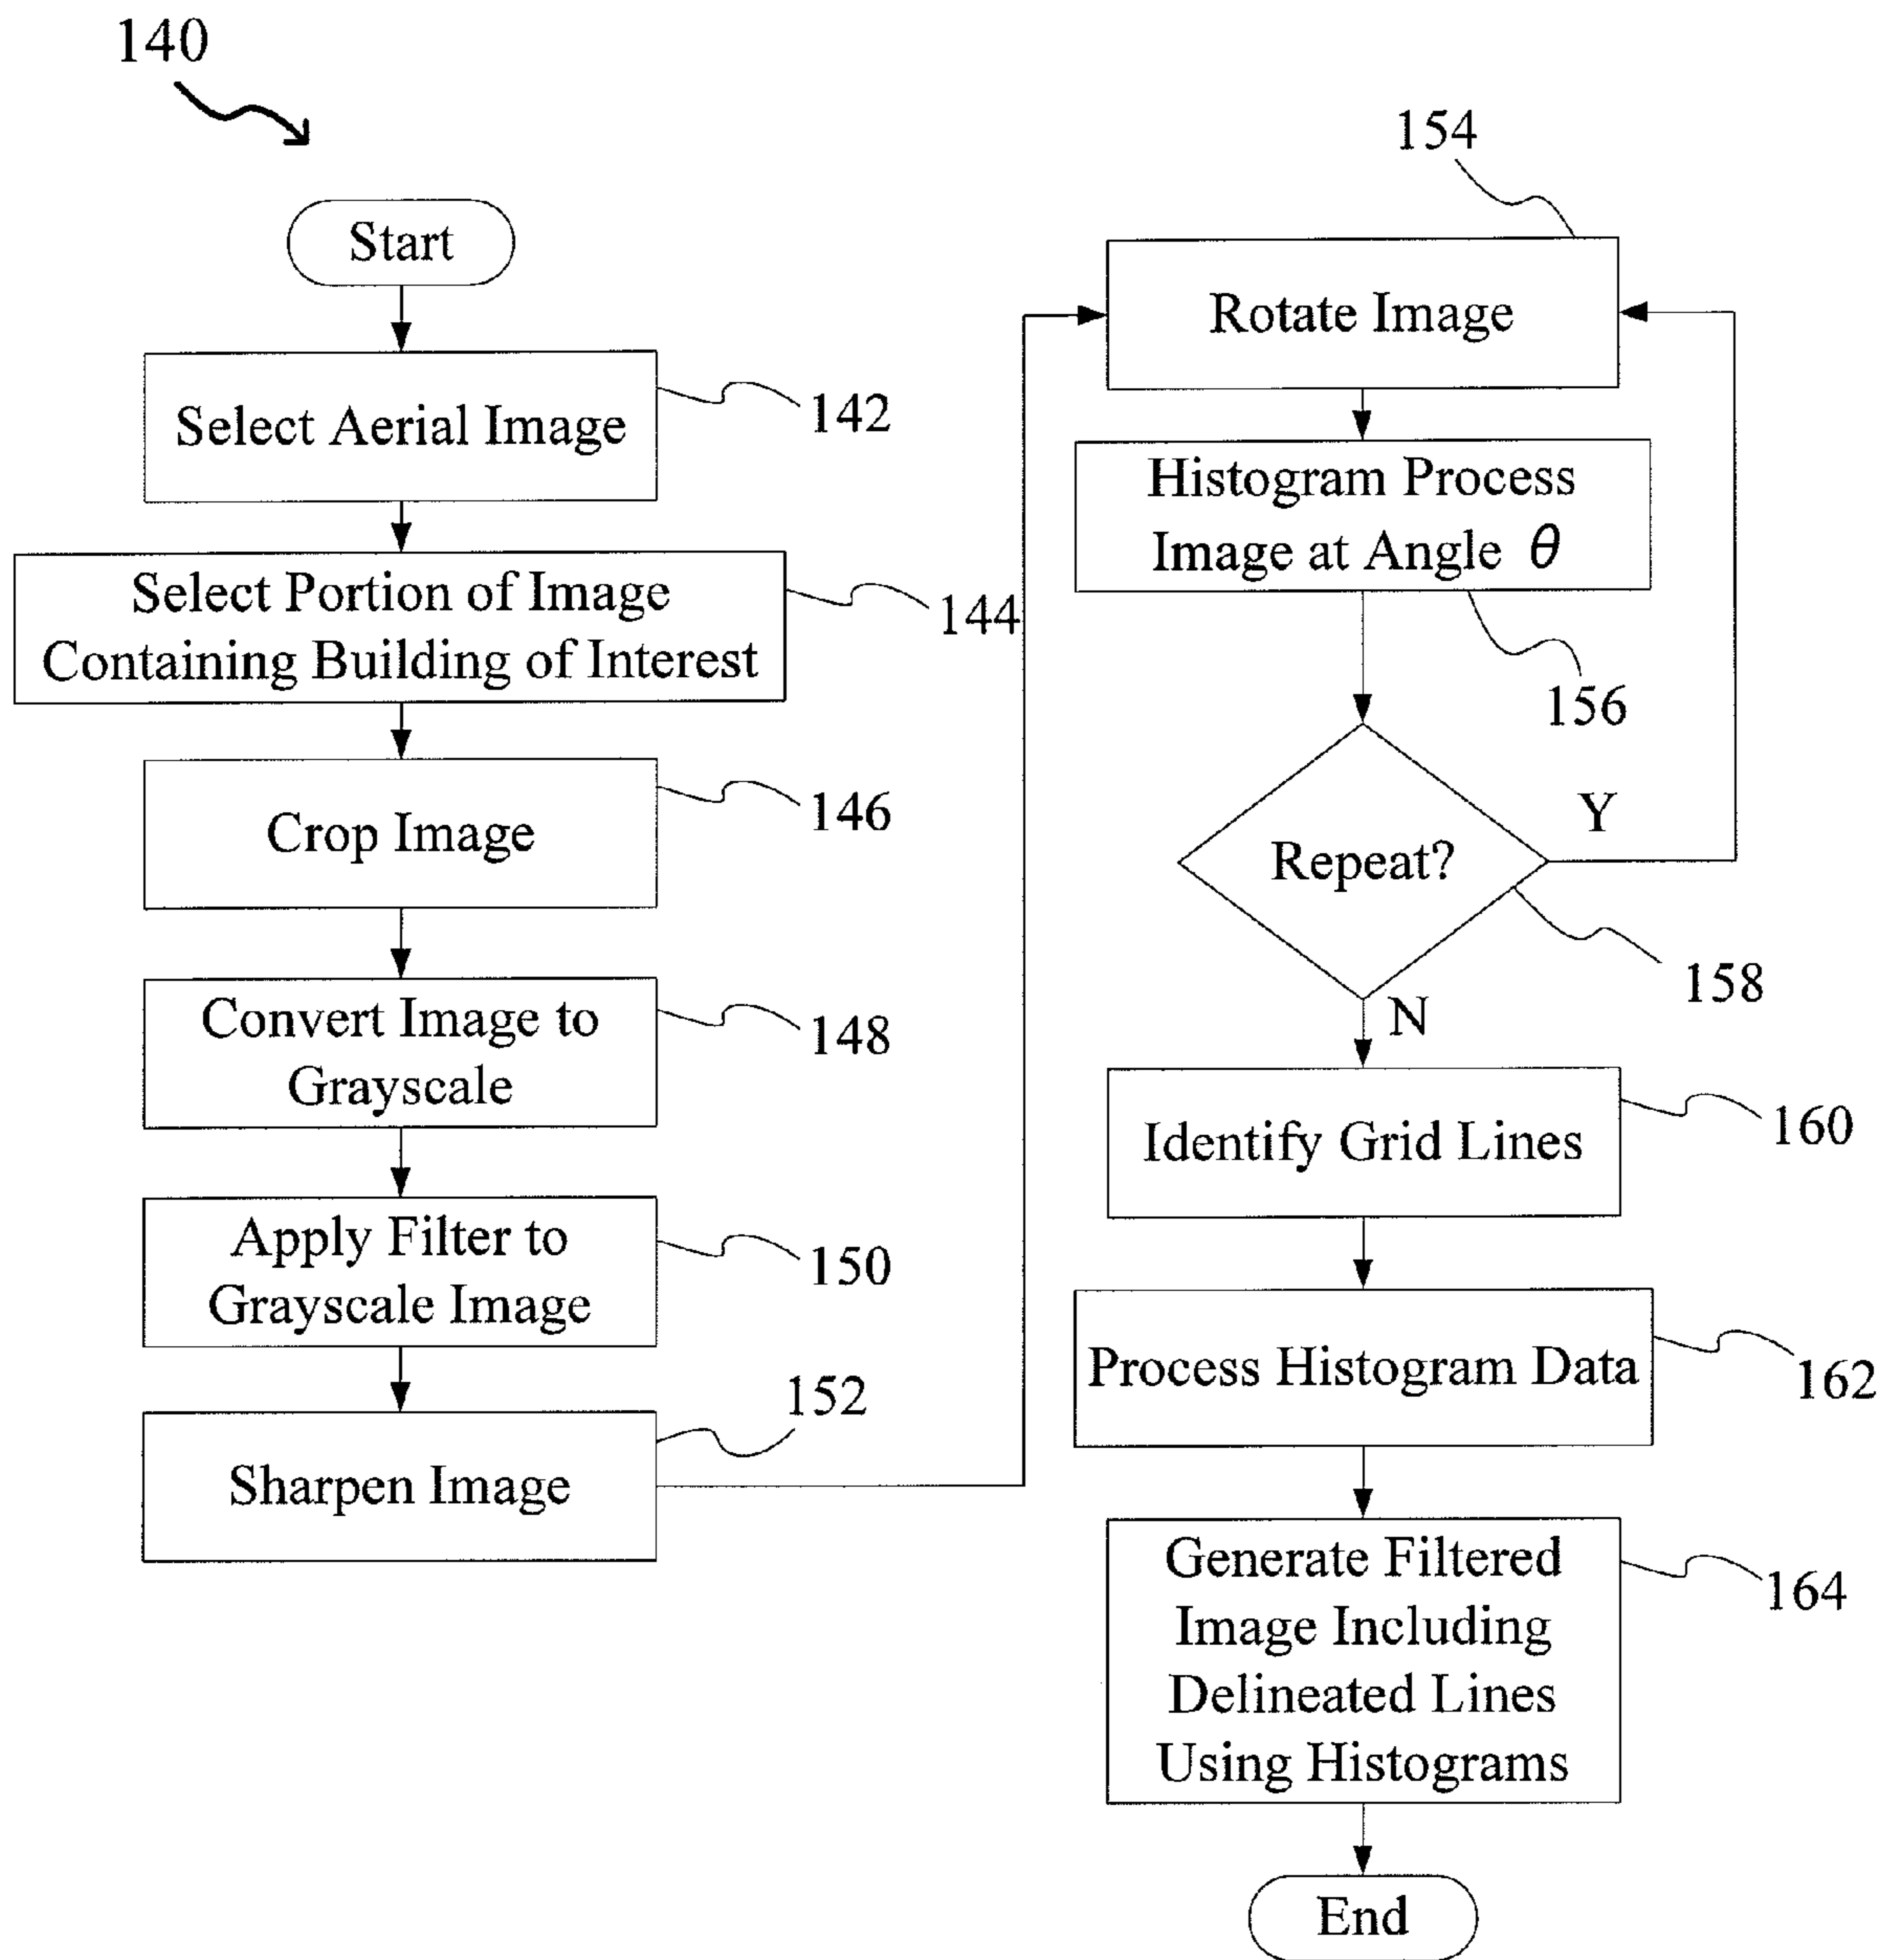 140
Start
Select Aerial Image
142
Select Portion of Image
Containing Building of Interest
144
Crop Image
146
Convert Image to
Grayscale
148
Apply Filter to
Grayscale Image
150
Sharpen Image
152
154
Rotate Image
Histogram Process
Image at Angle θ
156
Repeat?
Y
158
N
Identify Grid Lines
160
Process Histogram Data
162
Generate Filtered
Image Including
Delineated Lines
Using Histograms
164
End